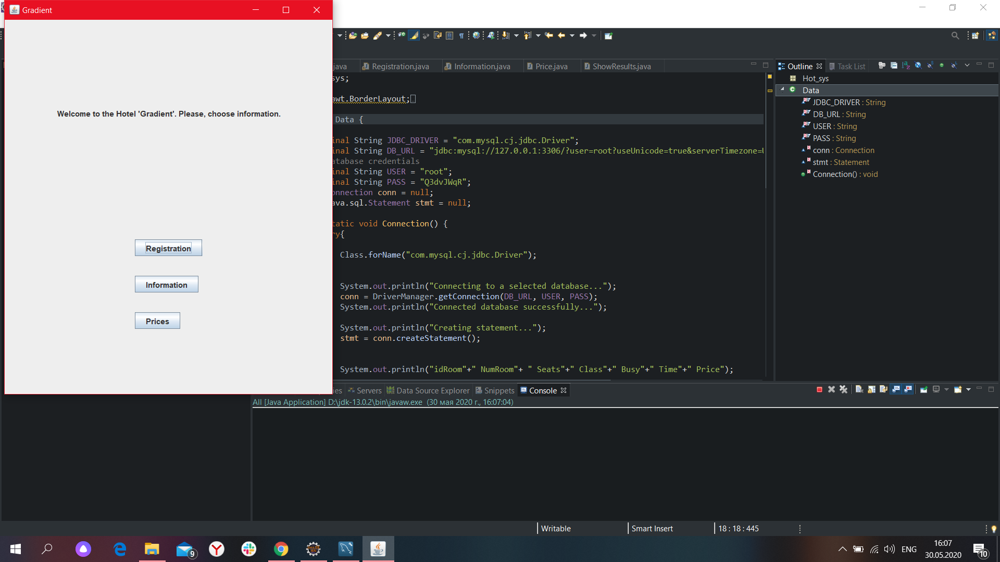 Gradient
Welcome to the Hotel 'Gradient'. Please, choose information.
Registration
Information
Prices
java
Registration.java
Information.java
Price.java
ShowResults.java
sys;
awt.BorderLayout;
Data {
inal String JDBC_DRIVER = "com.mysql.cj.jdbc.Driver";
inal String DB_URL = "jdbc:mysql://127.0.0.1:3306/?user=root?useUnicode=true&serverTimezone=U
atabase credentials
inal String USER = "root";
inal String PASS = "Q3dvJWqR";
onnection conn = null;
ava.sql.Statement stmt = null;
tatic void Connection() {
ry{
Class.forName("com.mysql.cj.jdbc.Driver");
System.out.println("Connecting to a selected database...");
conn = DriverManager.getConnection(DB_URL, USER, PASS);
System.out.println("Connected database successfully...");
System.out.println("Creating statement...");
stmt = conn.createStatement();
System.out.println("idRoom"+" NumRoom"+ " Seats"+" Class"+" Busy"+" Time"+" Price");
Outline
Task List
Hot_sys
Data
JDBC_DRIVER : String
DB_URL : String
USER : String
PASS : String
conn : Connection
stmt : Statement
Connection() : void
ies
Servers
Data Source Explorer
Snippets
Console
All [Java Application] D:\jdk-13.0.2\bin\javaw.exe (30 мая 2020 г., 16:07:04)
Writable
Smart Insert
18 : 18 : 445
9
ENG
16:07
30.05.2020
10